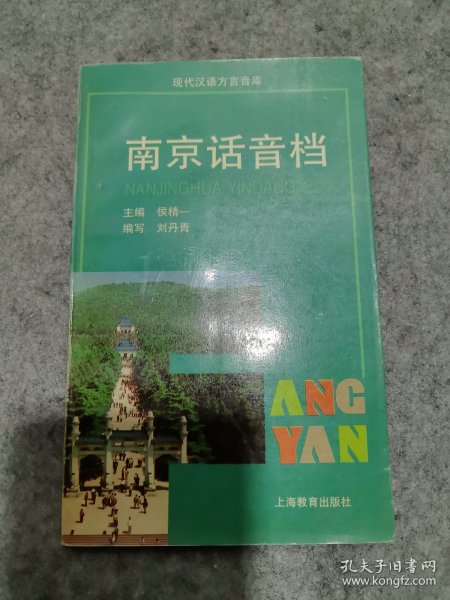 现代汉语方言音库
南京话音档
NANJINGHUA YINDANG
主编 侯精一
编写 刘丹青
ANG
YAN
上海教育出版社
孔夫子旧书网
www.kongfz.com